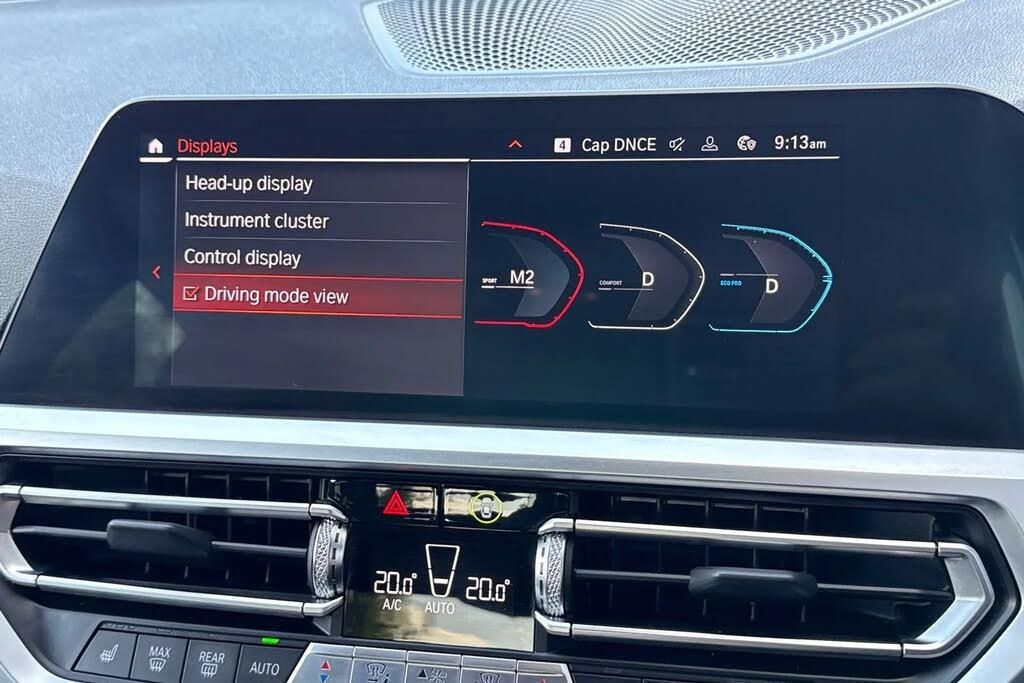 Displays
4 Cap DNCE 9:13am
Head-up display
Instrument cluster
Control display
Driving mode view
SPORT M2
COMFORT D
ECO PRO D
20.0° 20.0°
A/C AUTO
MAX
REAR
AUTO